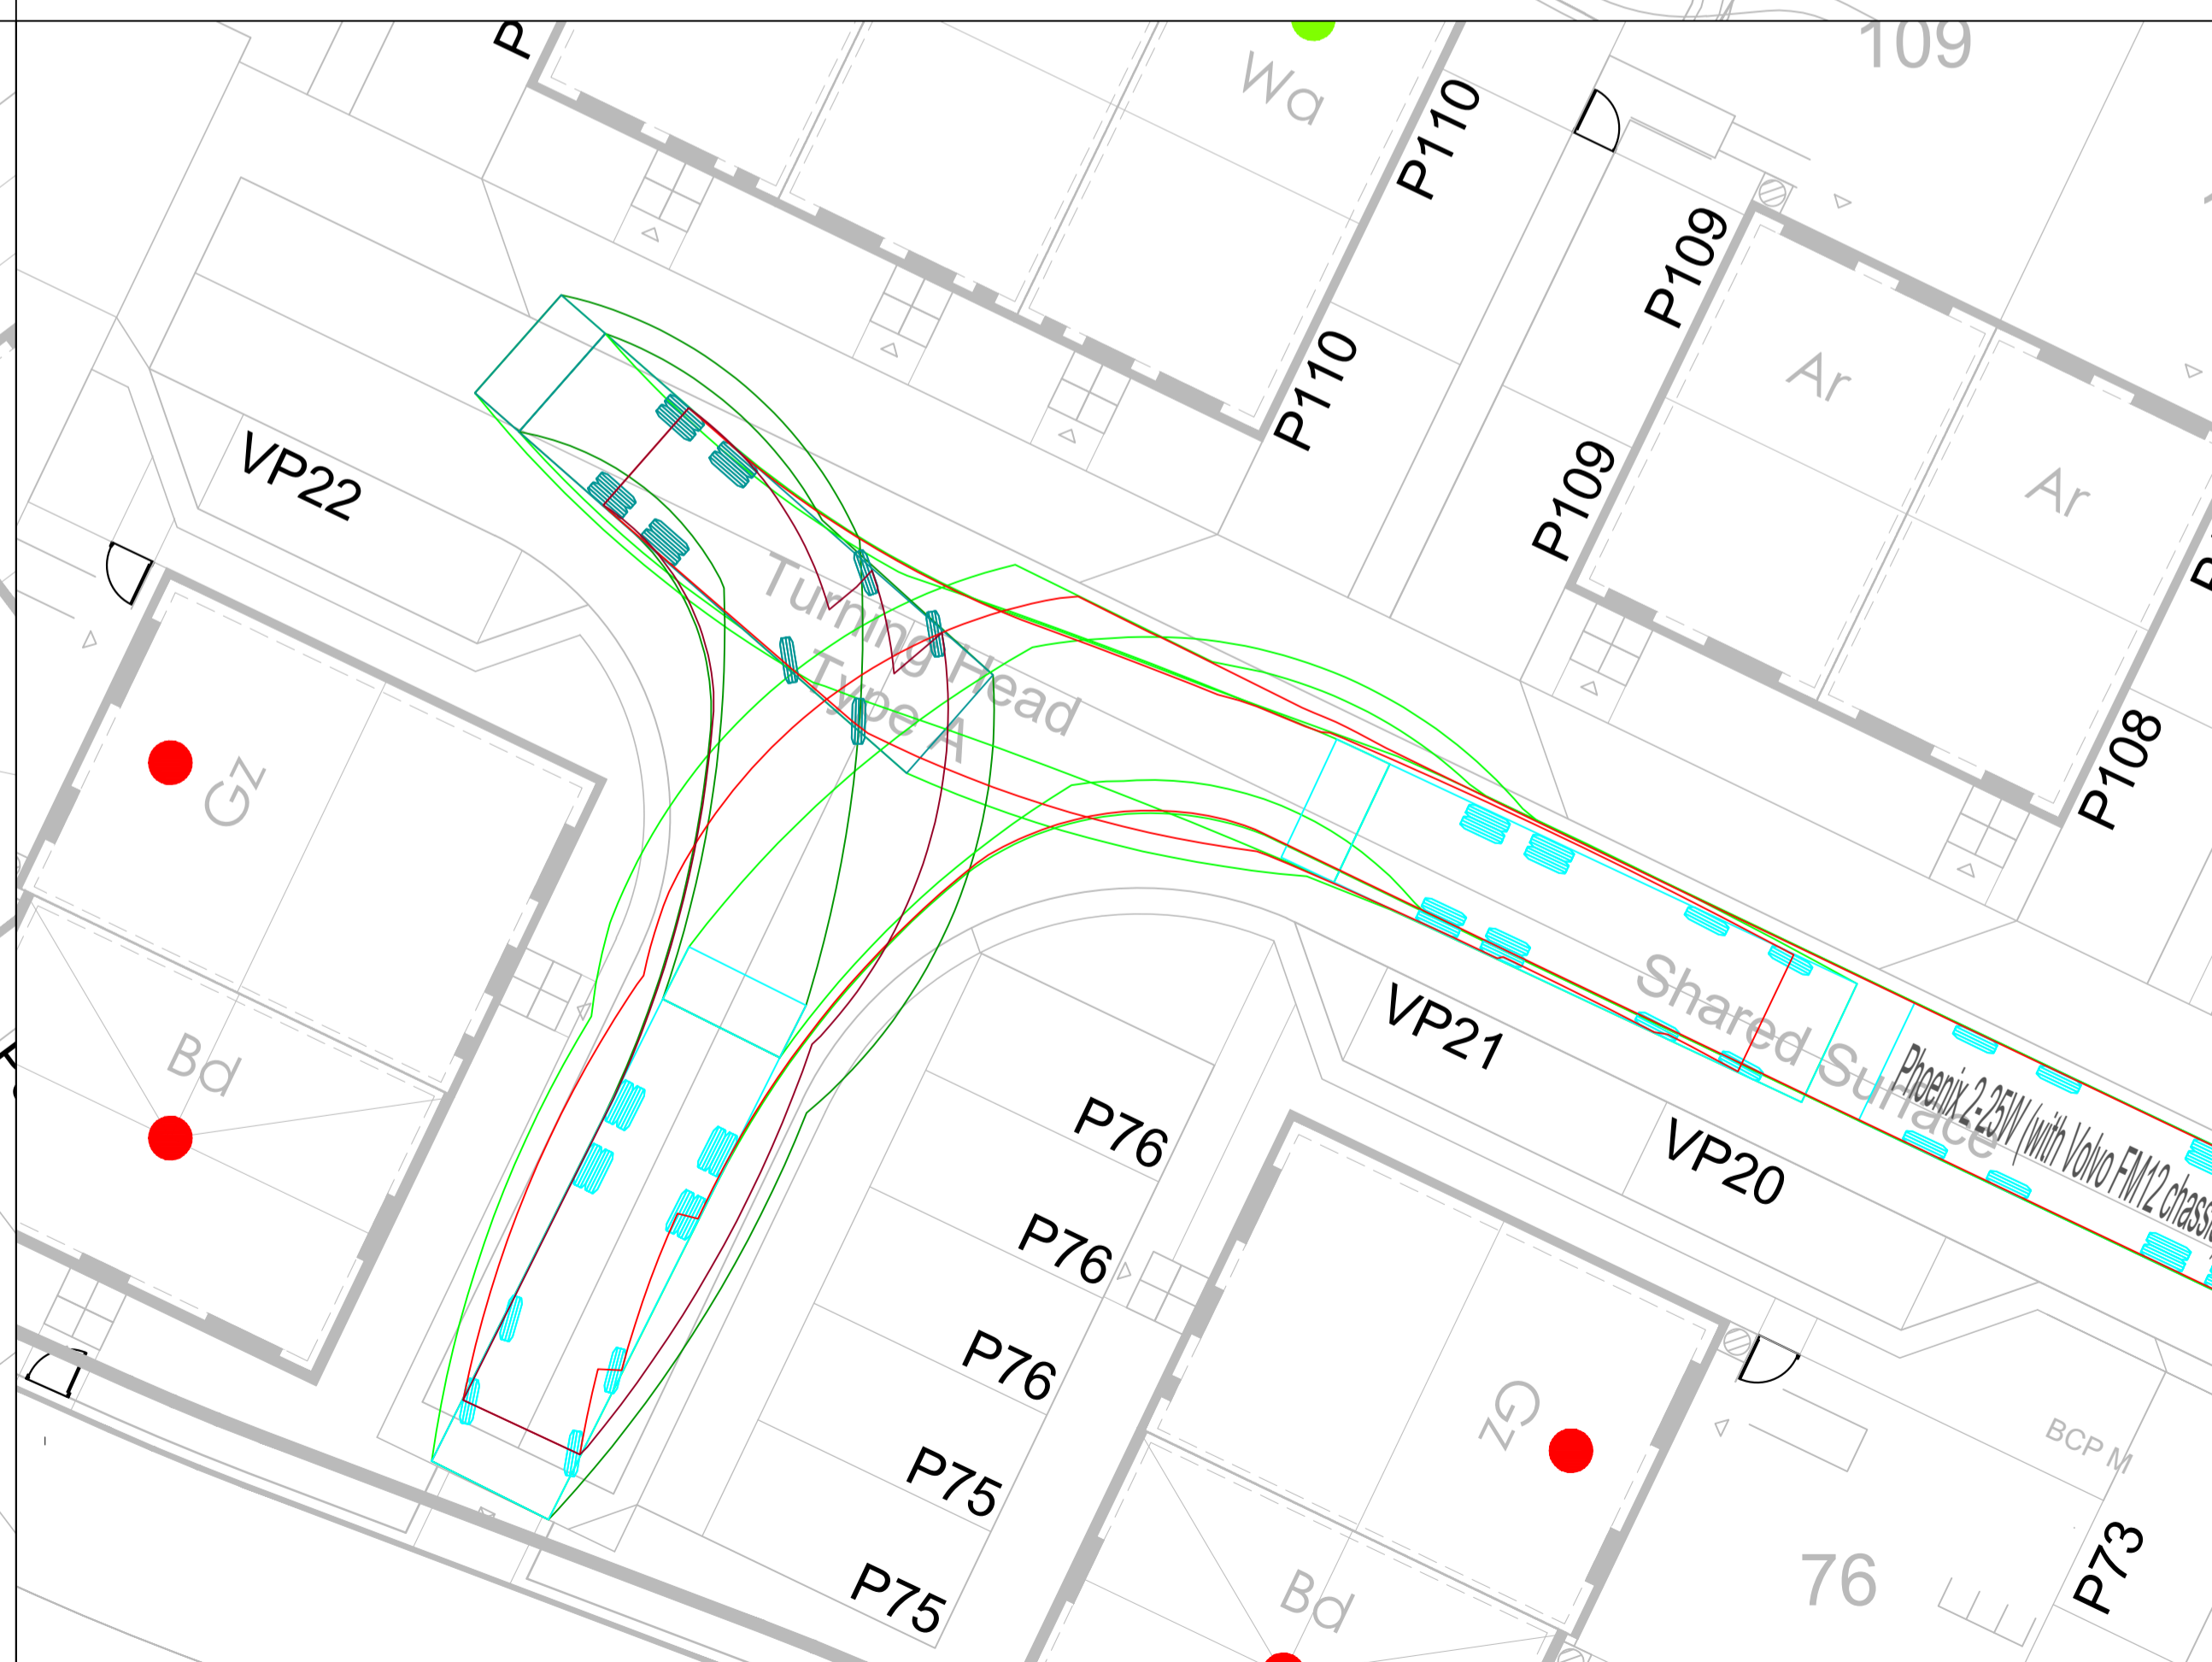 P
109
Wa
P110
P109
P110
Ar
Ar
P109
VP22
Turning Head
Type A
P108
GZ
Shared Surface
Phoenix 2-25W (with Volvo FM12 chassis
VP21
Bd
P76
VP20
P76
P76
GZ
BCP M
P75
P75
Bd
76
P73